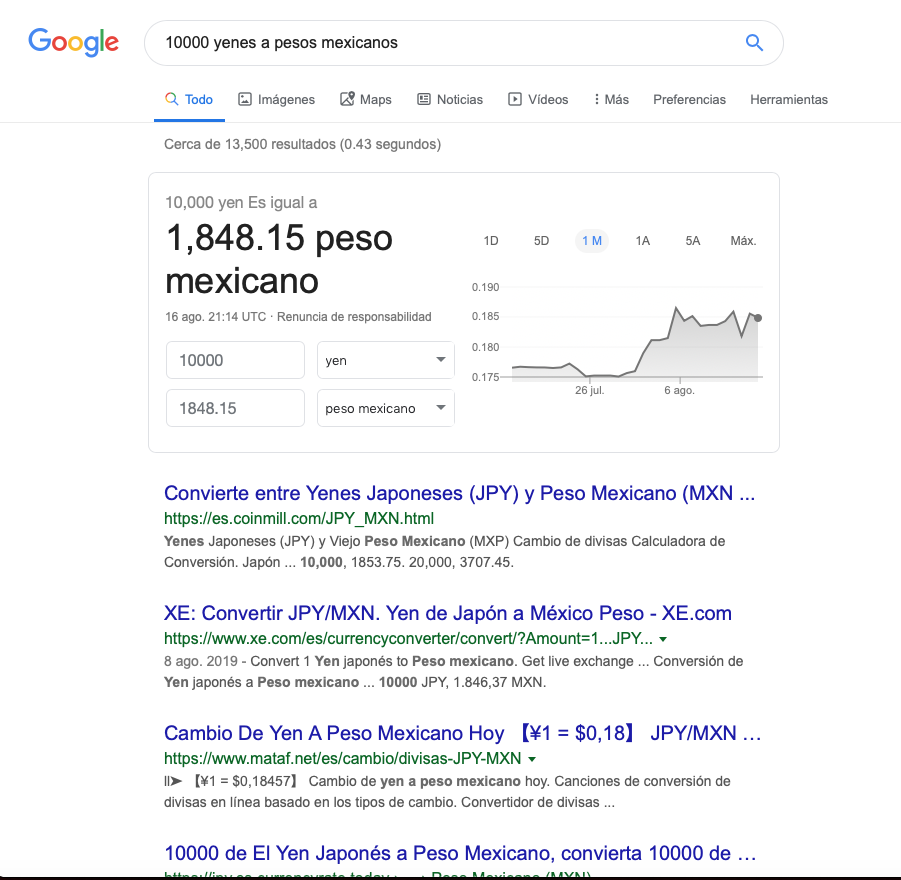 Google
10000 yenes a pesos mexicanos
Todo Imágenes Maps Noticias Vídeos Más Preferencias Herramientas
Cerca de 13,500 resultados (0.43 segundos)
10,000 yen Es igual a
1,848.15 peso
mexicano
16 ago. 21:14 UTC · Renuncia de responsabilidad
10000 yen
1848.15 peso mexicano
1D 5D 1 M 1A 5A Máx.
0.190
0.185
0.180
0.175
26 jul. 6 ago.
Convierte entre Yenes Japoneses (JPY) y Peso Mexicano (MXN ...
https://es.coinmill.com/JPY_MXN.html
Yenes Japoneses (JPY) y Viejo Peso Mexicano (MXP) Cambio de divisas Calculadora de
Conversión. Japón ... 10,000, 1853.75. 20,000, 3707.45.
XE: Convertir JPY/MXN. Yen de Japón a México Peso - XE.com
https://www.xe.com/es/currencyconverter/convert/?Amount=1...JPY...
8 ago. 2019 - Convert 1 Yen japonés to Peso mexicano. Get live exchange ... Conversión de
Yen japonés a Peso mexicano ... 10000 JPY, 1.846,37 MXN.
Cambio De Yen A Peso Mexicano Hoy 【¥1 = $0,18】 JPY/MXN ...
https://www.mataf.net/es/cambio/divisas-JPY-MXN
ll➤ 【¥1 = $0,18457】 Cambio de yen a peso mexicano hoy. Canciones de conversión de
divisas en línea basado en los tipos de cambio. Convertidor de divisas ...
10000 de El Yen Japonés a Peso Mexicano, convierta 10000 de ...